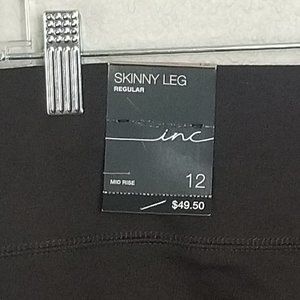 SKINNY LEG
REGULAR
inc
MID RISE
12
$49.50